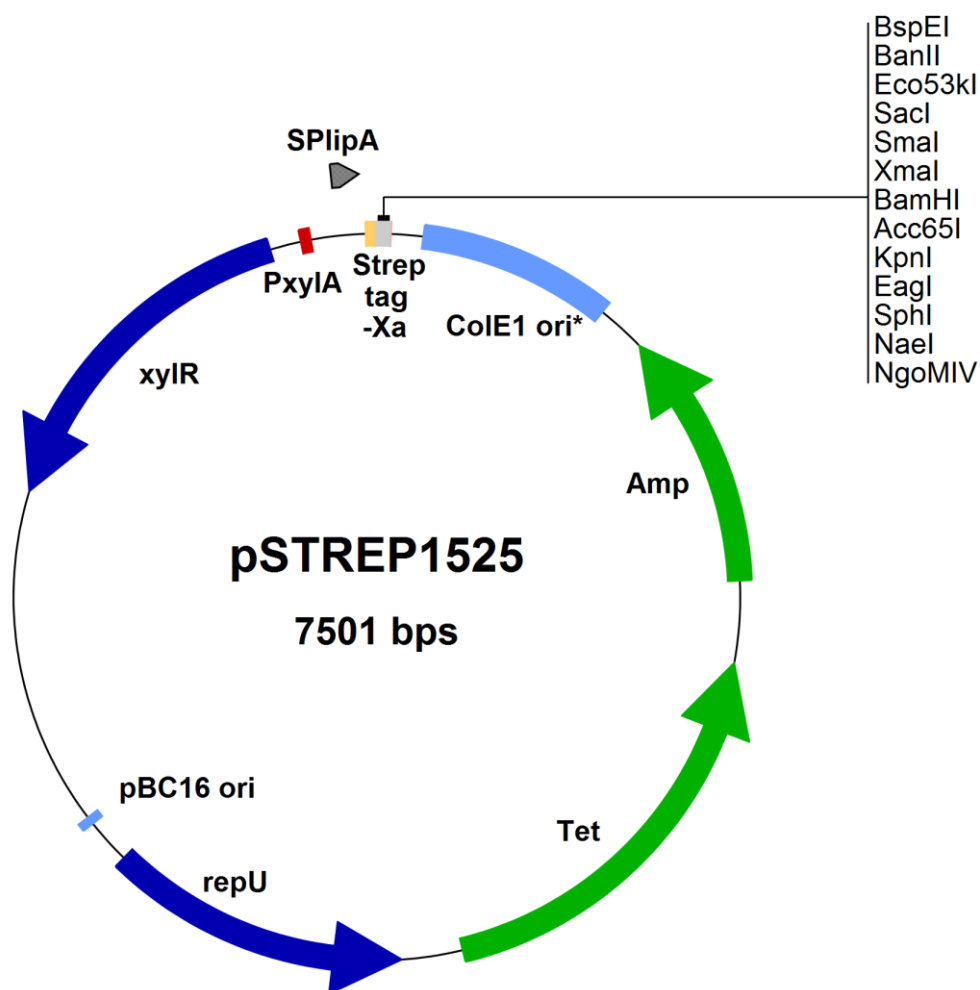 BspEI
BanII
Eco53kI
SacI
SmaI
XmaI
BamHI
Acc65I
KpnI
EagI
SphI
NaeI
NgoMIV
SPlipA
PxylA
Strep
tag
-Xa
ColE1 ori*
xylR
Amp
pSTREP1525
7501 bps
pBC16 ori
repU
Tet